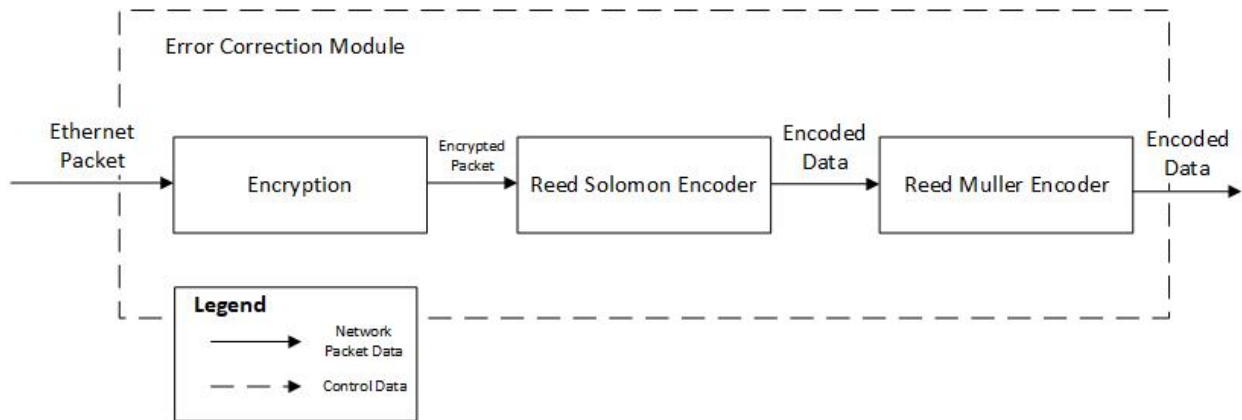 Error Correction Module
Ethernet
Packet
Encryption
Encrypted
Packet
Reed Solomon Encoder
Encoded
Data
Reed Muller Encoder
Encoded
Data
Legend
Network
Packet Data
Control Data